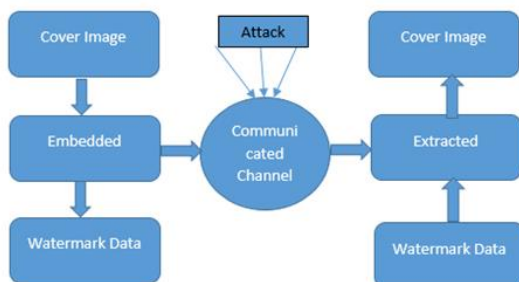 Cover Image
Attack
Cover Image
Embedded
Communi
cated
Channel
Extracted
Watermark Data
Watermark Data